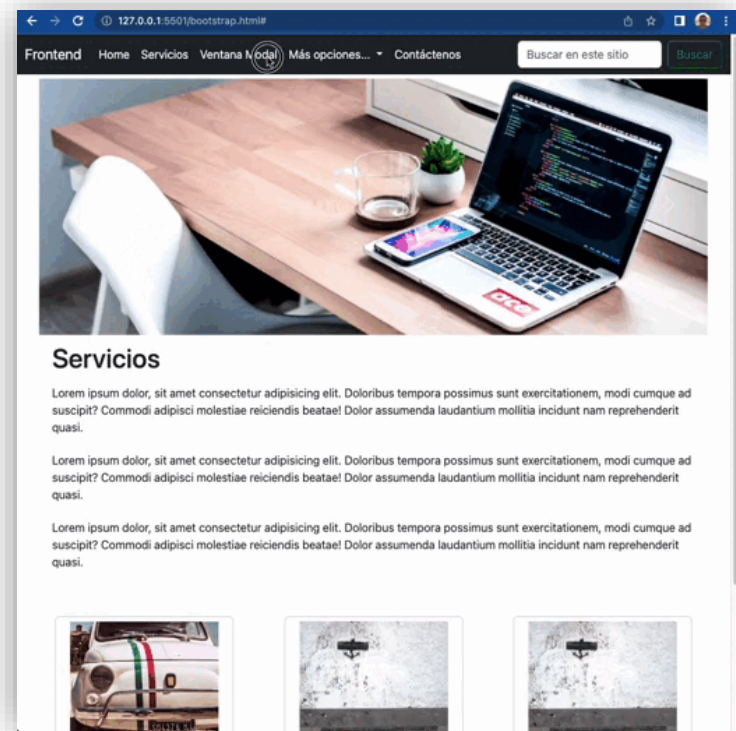 127.0.0.1:5501/bootstrap.html#
Frontend Home Servicios Ventana Modal Más opciones... Contáctenos Buscar en este sitio Buscar
ace
Servicios
Lorem ipsum dolor, sit amet consectetur adipisicing elit. Doloribus tempora possimus sunt exercitationem, modi cumque ad
suscipit? Commodi adipisci molestiae reiciendis beatae! Dolor assumenda laudantium mollitia incidunt nam reprehenderit
quasi.
Lorem ipsum dolor, sit amet consectetur adipisicing elit. Doloribus tempora possimus sunt exercitationem, modi cumque ad
suscipit? Commodi adipisci molestiae reiciendis beatae! Dolor assumenda laudantium mollitia incidunt nam reprehenderit
quasi.
Lorem ipsum dolor, sit amet consectetur adipisicing elit. Doloribus tempora possimus sunt exercitationem, modi cumque ad
suscipit? Commodi adipisci molestiae reiciendis beatae! Dolor assumenda laudantium mollitia incidunt nam reprehenderit
quasi.